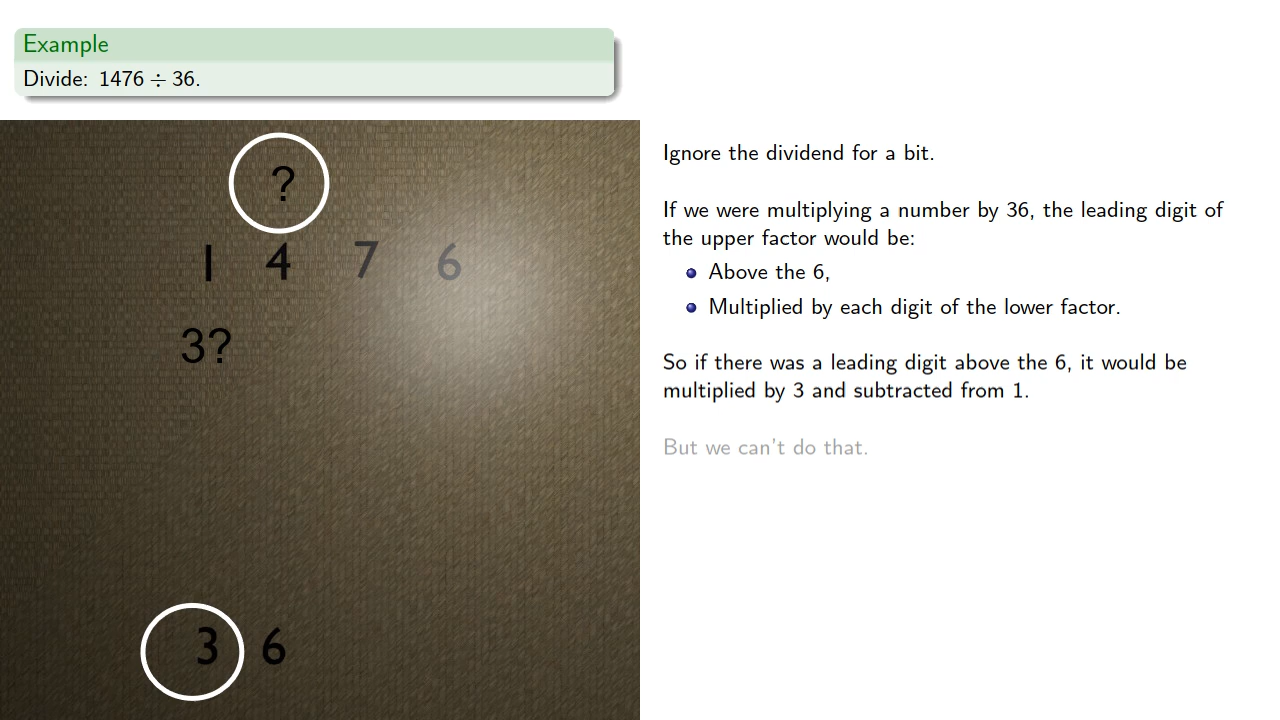 Example
Divide: 1476 ÷ 36.
?
1 4 7 6
3?
3 6
Ignore the dividend for a bit.
If we were multiplying a number by 36, the leading digit of
the upper factor would be:
Above the 6,
Multiplied by each digit of the lower factor.
So if there was a leading digit above the 6, it would be
multiplied by 3 and subtracted from 1.
But we can't do that.